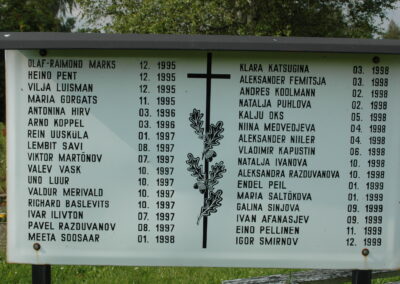 OLAF-RAIMOND MARKS 12. 1995
HEINO PENT 12. 1995
VILJA LUISMAN 12. 1995
MARIA GORGATS 11. 1995
ANTONINA HIRV 03. 1996
ARNO KOPPEL 03. 1996
REIN UUSKÜLA 01. 1997
LEMBIT SAVI 08. 1997
VIKTOR MARTÕNOV 07. 1997
VALEV VASK 10. 1997
UNO LUUR 10. 1997
VALDUR MERIVALD 10. 1997
RICHARD BASLEVITS 10. 1997
IVAR ILIVTON 07. 1997
PAVEL RAZDUVANOV 08. 1997
MEETA SOOSAAR 01. 1998
KLARA KATSUGINA 03. 1998
ALEKSANDER FEMITSJA 03. 1998
ANDRES KOOLMANN 02. 1998
NATALJA PUHLOVA 02. 1998
KALJU OKS 05. 1998
NIINA MEDVEDJEVA 04. 1998
ALEKSANDER NIILER 04. 1998
VLADIMIR KAPUSTIN 06. 1998
NATALJA IVANOVA 10. 1998
ALEKSANDRA RAZDUVANOVA 10. 1998
ENDEL PEIL 01. 1999
MARIA SALTÕKOVA 01. 1999
GALINA SINJOVA 09. 1999
IVAN AFANASJEV 09. 1999
EINO PELLINEN 11. 1999
IGOR SMIRNOV 12. 1999